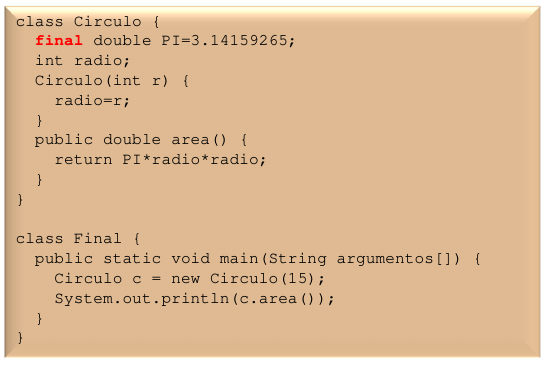 class Circulo {
  final double PI=3.14159265;
  int radio;
  Circulo(int r) {
    radio=r;
  }
  public double area() {
    return PI*radio*radio;
  }
}

class Final {
  public static void main(String argumentos[]) {
    Circulo c = new Circulo(15);
    System.out.println(c.area());
  }
}